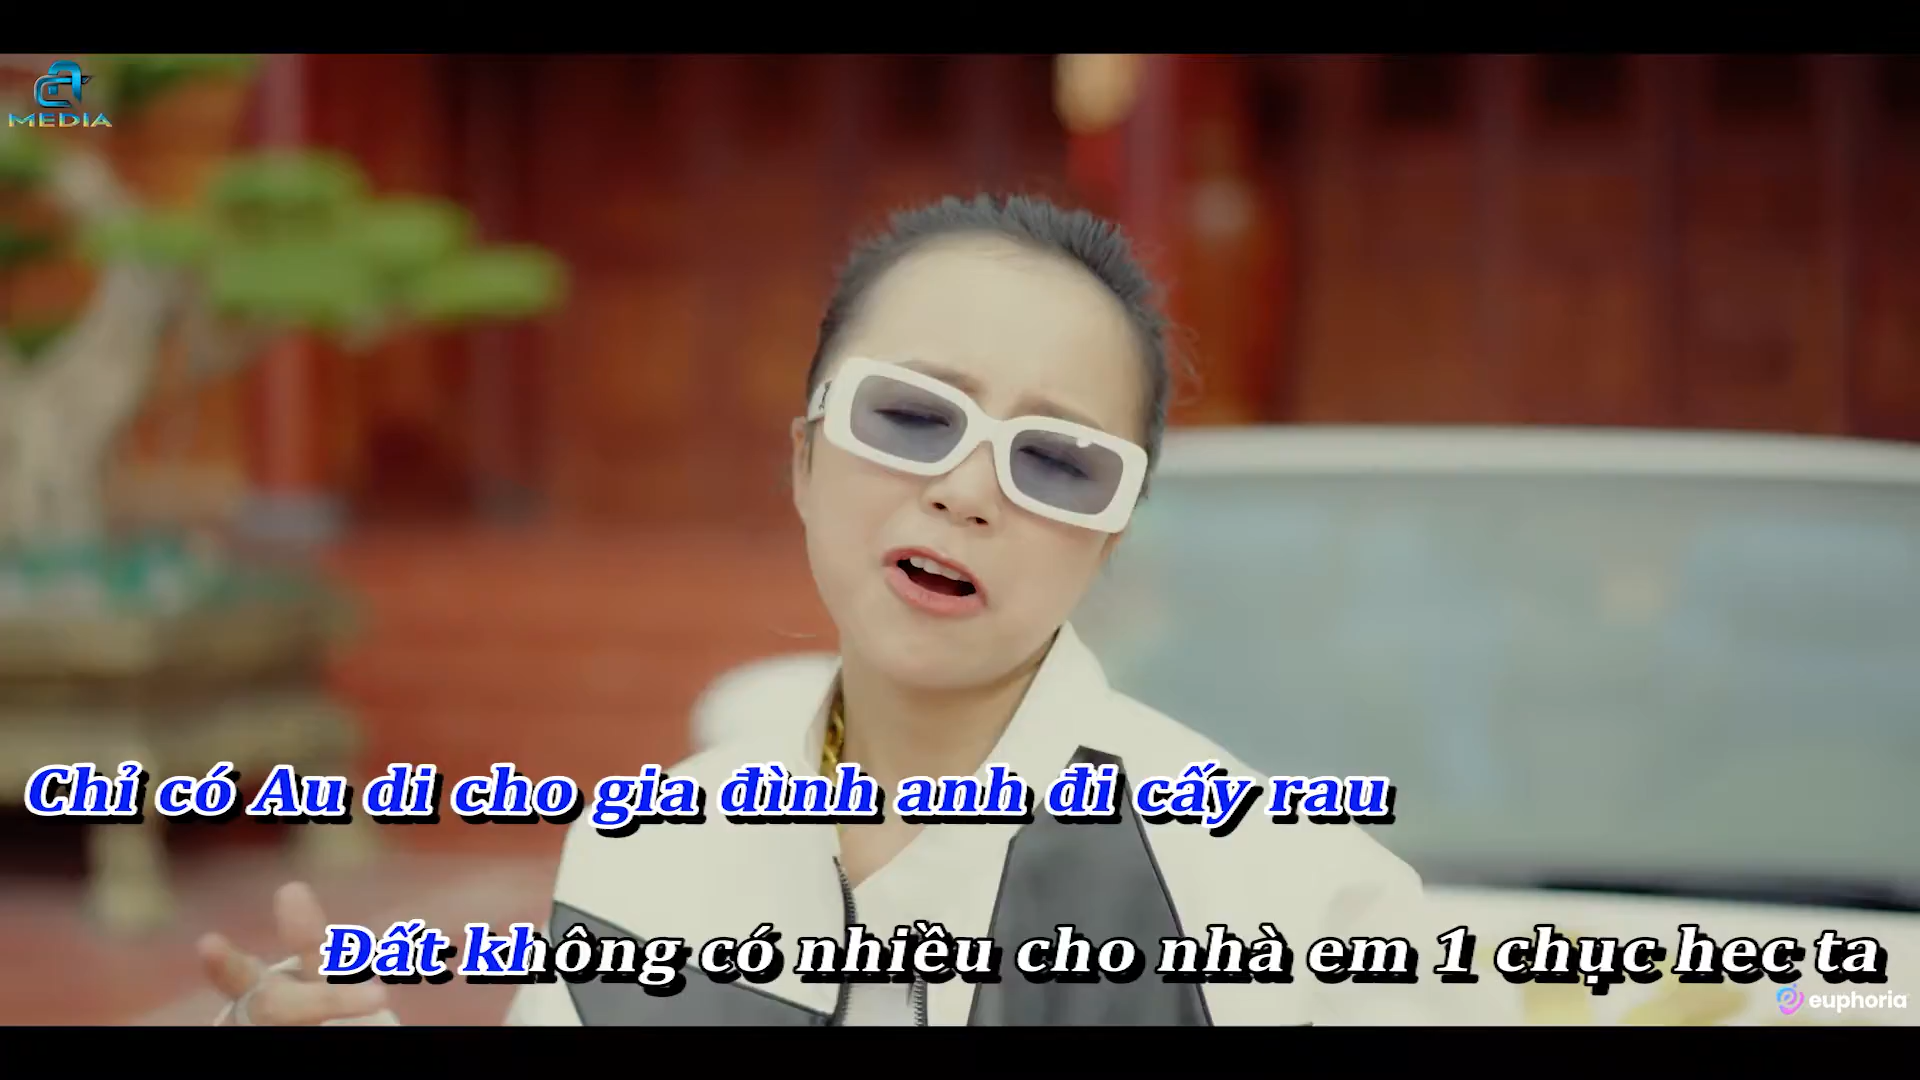 MEDIA
Chỉ có Au di cho gia đình anh đi cấy rau
Đất không có nhiều cho nhà em 1 chục hec ta
euphoria